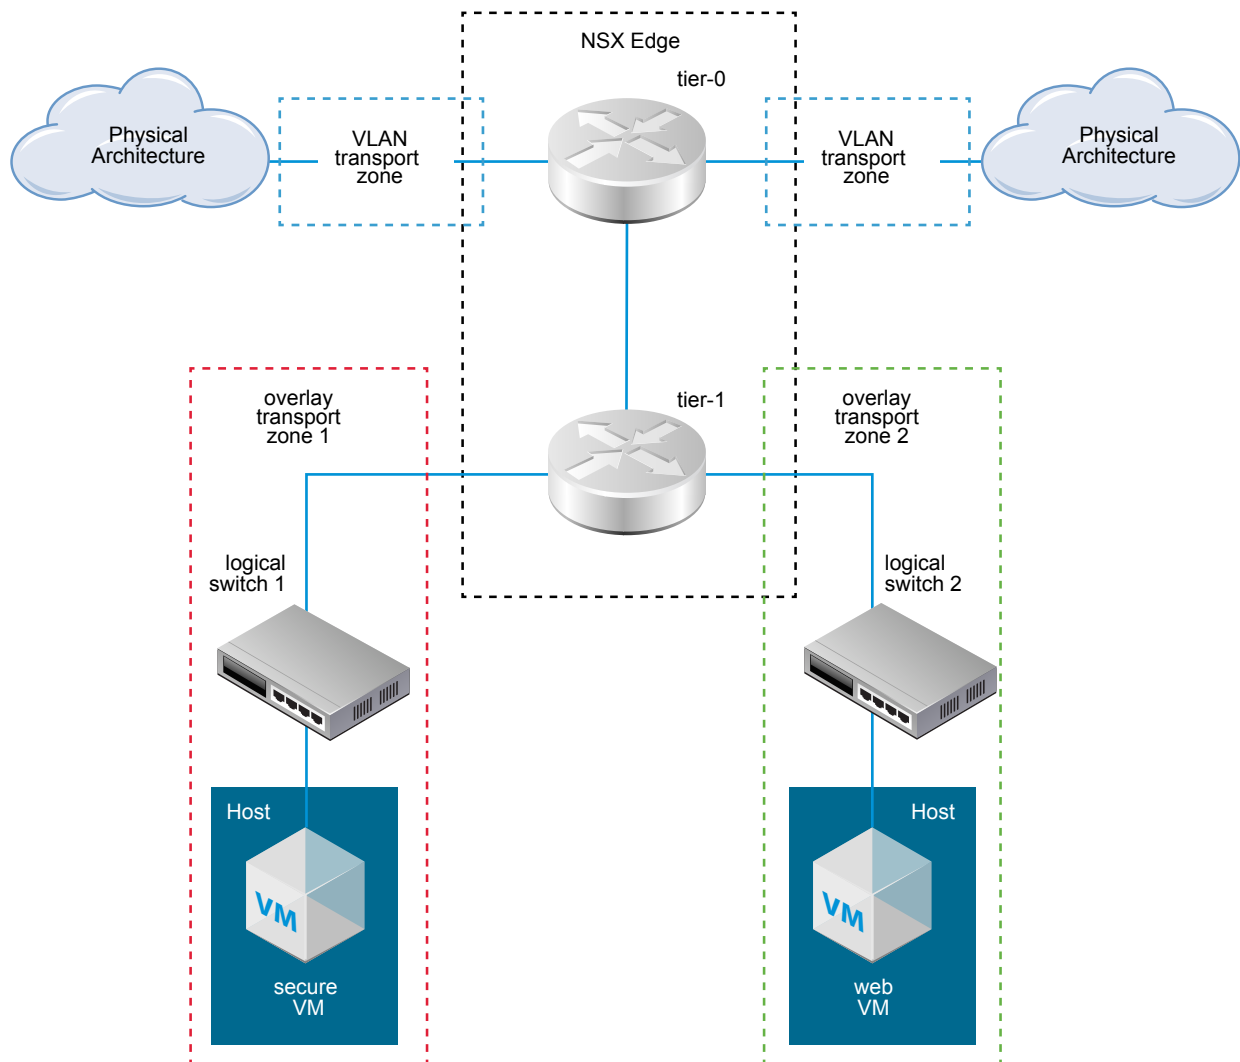 NSX Edge
tier-0
Physical
Architecture
VLAN
transport
zone
VLAN
transport
zone
Physical
Architecture
overlay
transport
zone 1
tier-1
overlay
transport
zone 2
logical
switch 1
logical
switch 2
Host
VM
secure
VM
Host
VM
web
VM